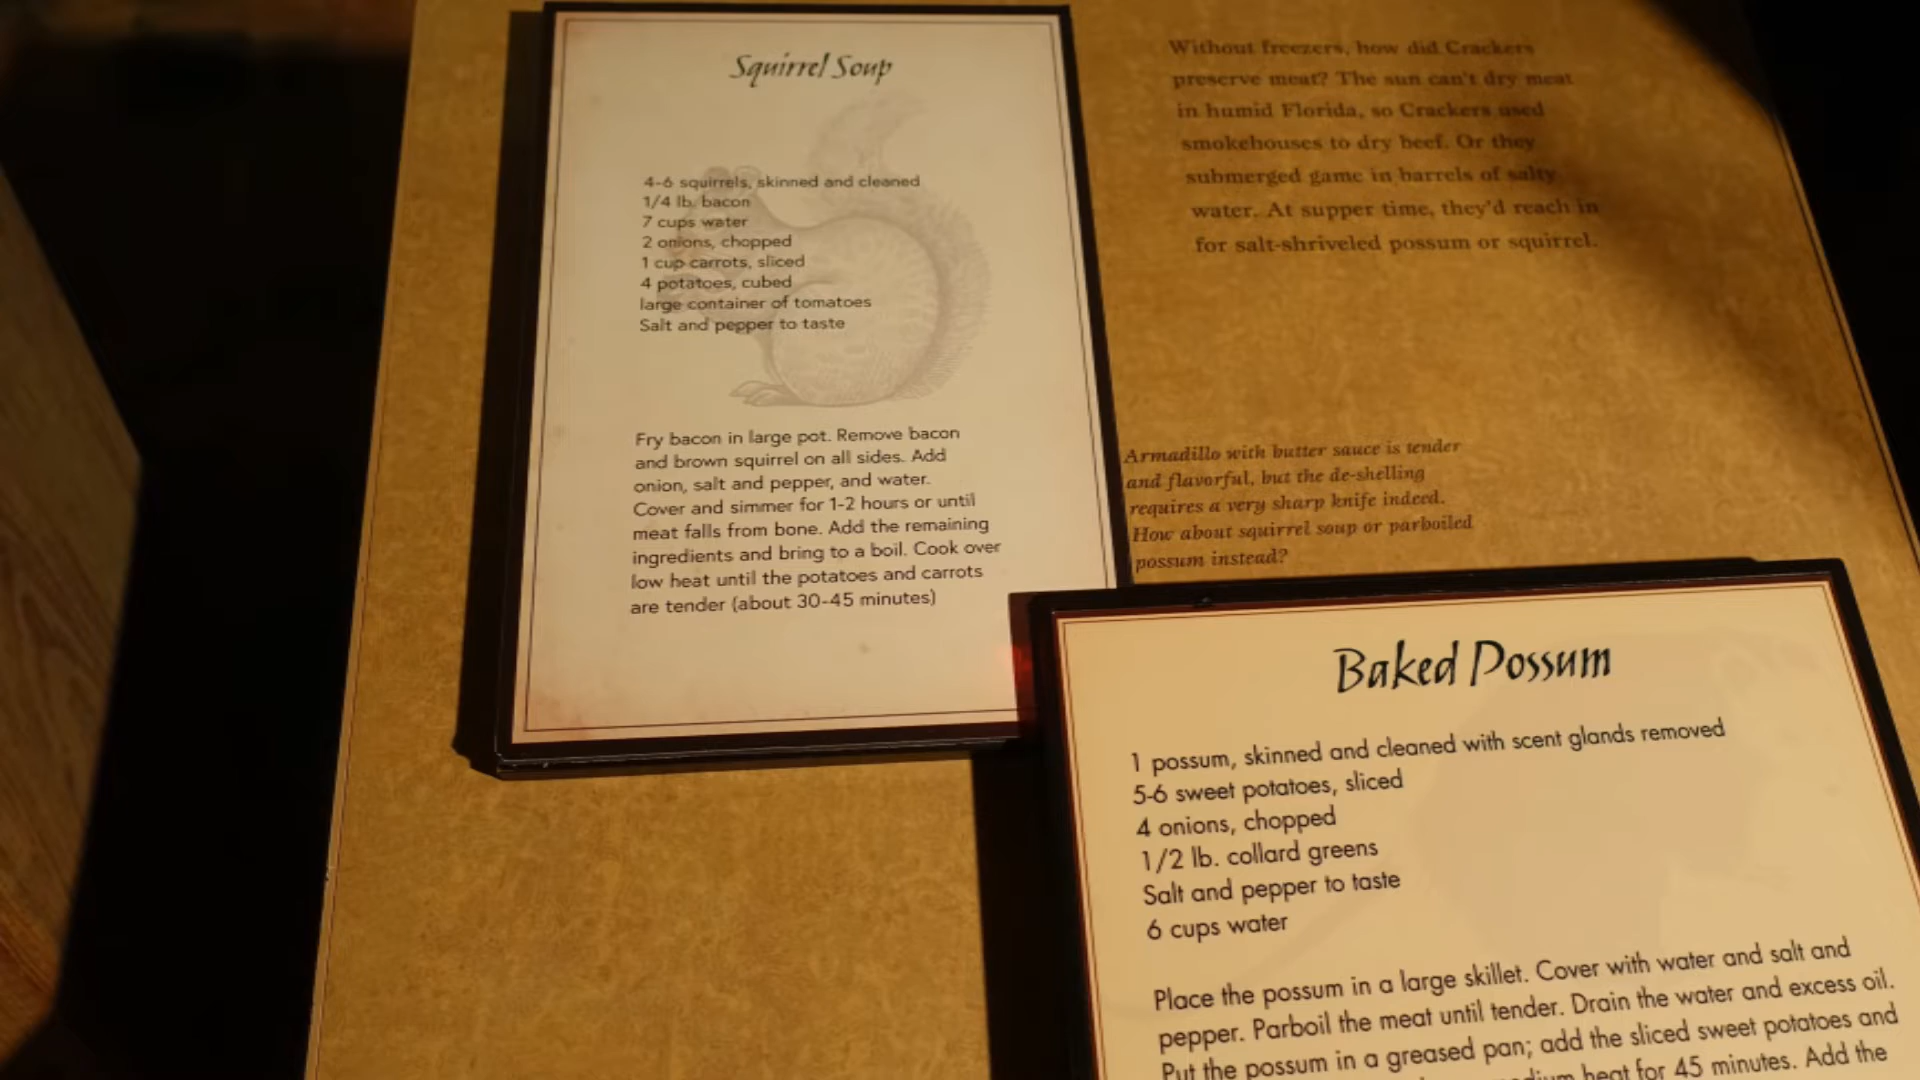 Squirrel Soup
4-6 squirrels, skinned and cleaned
1/4 lb. bacon
7 cups water
2 onions, chopped
1 cup carrots, sliced
4 potatoes, cubed
large container of tomatoes
Salt and pepper to taste
Fry bacon in large pot. Remove bacon
and brown squirrel on all sides. Add
onion, salt and pepper, and water.
Cover and simmer for 1-2 hours or until
meat falls from bone. Add the remaining
ingredients and bring to a boil. Cook over
low heat until the potatoes and carrots
are tender (about 30-45 minutes)
Without freezers, how did Crackers
preserve meat? The sun can't dry meat
in humid Florida, so Crackers used
smokehouses to dry beef. Or they
submerged game in barrels of salty
water. At supper time, they'd reach in
for salt-shriveled possum or squirrel.
Armadillo with butter sauce is tender
and flavorful, but the de-shelling
requires a very sharp knife indeed.
How about squirrel soup or parboiled
possum instead?
Baked Possum
1 possum, skinned and cleaned with scent glands removed
5-6 sweet potatoes, sliced
4 onions, chopped
1/2 lb. collard greens
Salt and pepper to taste
6 cups water
Place the possum in a large skillet. Cover with water and salt and
pepper. Parboil the meat until tender. Drain the water and excess oil.
Put the possum in a greased pan; add the sliced sweet potatoes and
heat for 45 minutes. Add the